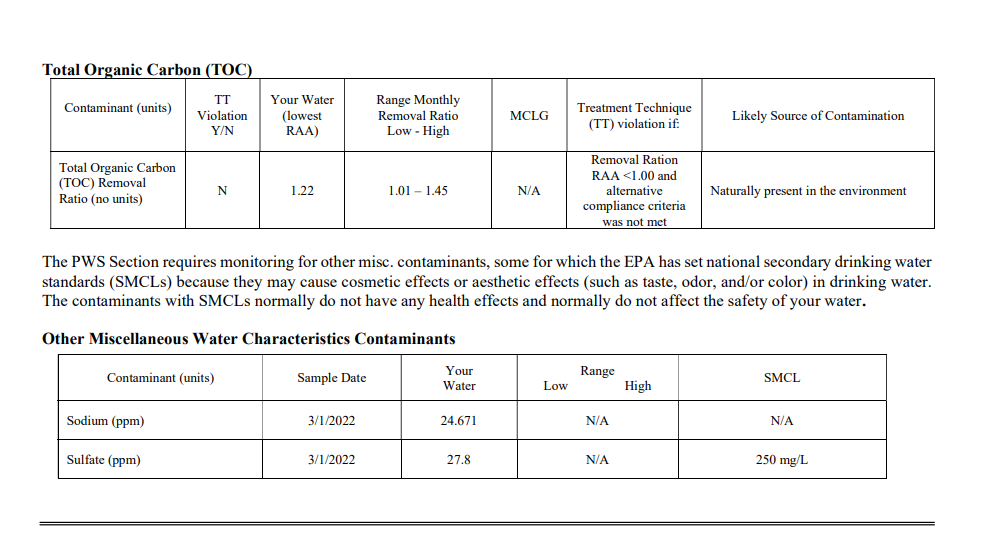 Total Organic Carbon (TOC)
Contaminant (units)
TT
Violation
Y/N
Your Water
(lowest
RAA)
Range Monthly
Removal Ratio
Low - High
MCLG
Treatment Technique
(TT) violation if:
Likely Source of Contamination
Total Organic Carbon
(TOC) Removal
Ratio (no units)
N
1.22
1.01 – 1.45
N/A
Removal Ration
RAA <1.00 and
alternative
compliance criteria
was not met
Naturally present in the environment
The PWS Section requires monitoring for other misc. contaminants, some for which the EPA has set national secondary drinking water
standards (SMCLs) because they may cause cosmetic effects or aesthetic effects (such as taste, odor, and/or color) in drinking water.
The contaminants with SMCLs normally do not have any health effects and normally do not affect the safety of your water.
Other Miscellaneous Water Characteristics Contaminants
Contaminant (units)
Sample Date
Your
Water
Range
Low High
SMCL
Sodium (ppm)
3/1/2022
24.671
N/A
N/A
Sulfate (ppm)
3/1/2022
27.8
N/A
250 mg/L